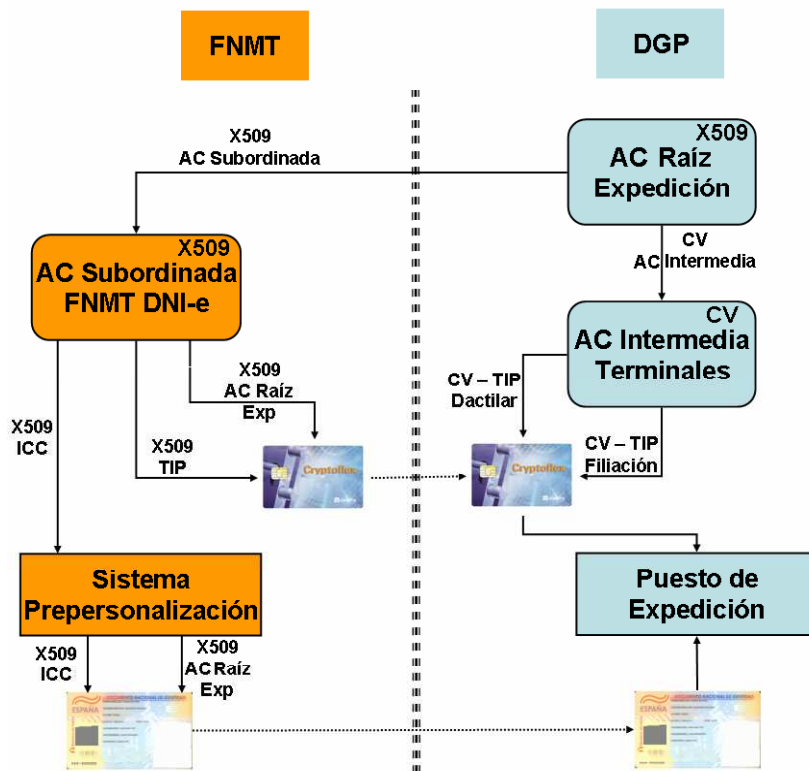 FNMT
DGP
X509
AC Subordinada
X509
AC Raíz
Expedición
X509
AC Subordinada
FNMT DNI-e
CV
AC Intermedia
CV
AC Intermedia
Terminales
X509
AC Raíz
Exp
CV – TIP
Dactilar
X509
ICC
X509
TIP
CV – TIP
Filiación
Cryptoflex
Cryptoflex
Sistema
Prepersonalización
Puesto de
Expedición
X509
ICC
X509
AC Raíz
Exp
ESPAÑA
ESPAÑA